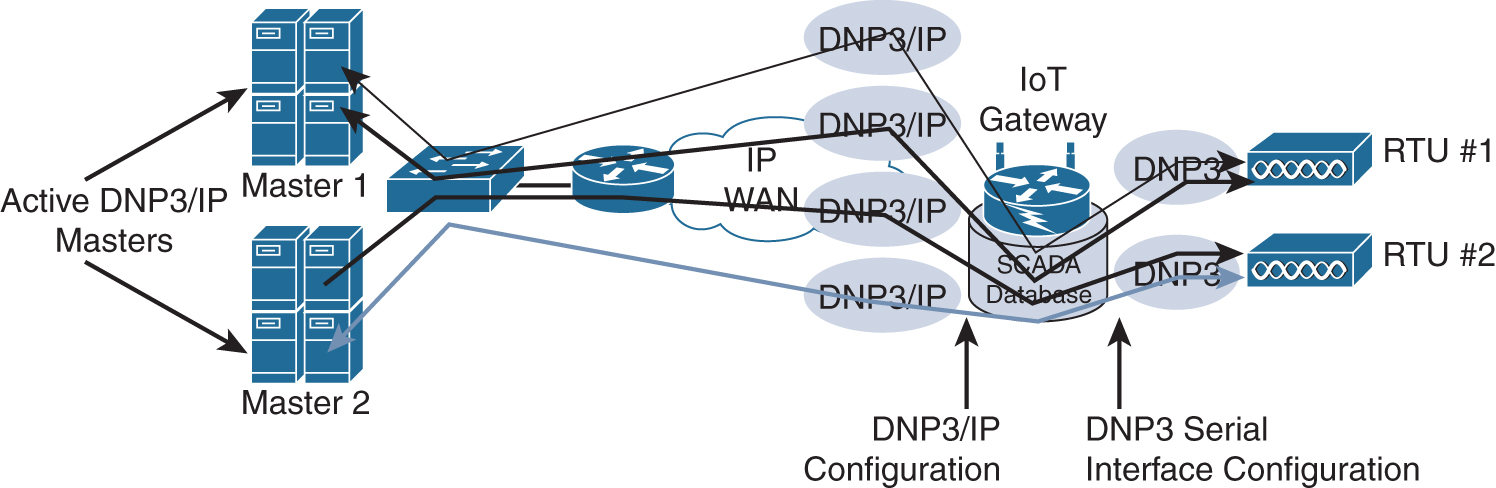 Active DNP3/IP
Masters
Master 1
Master 2
IP
WAN
DNP3/IP
DNP3/IP
DNP3/IP
DNP3/IP
IoT
Gateway
SCADA
Database
DNP3
DNP3
RTU #1
RTU #2
DNP3/IP
Configuration
DNP3 Serial
Interface Configuration